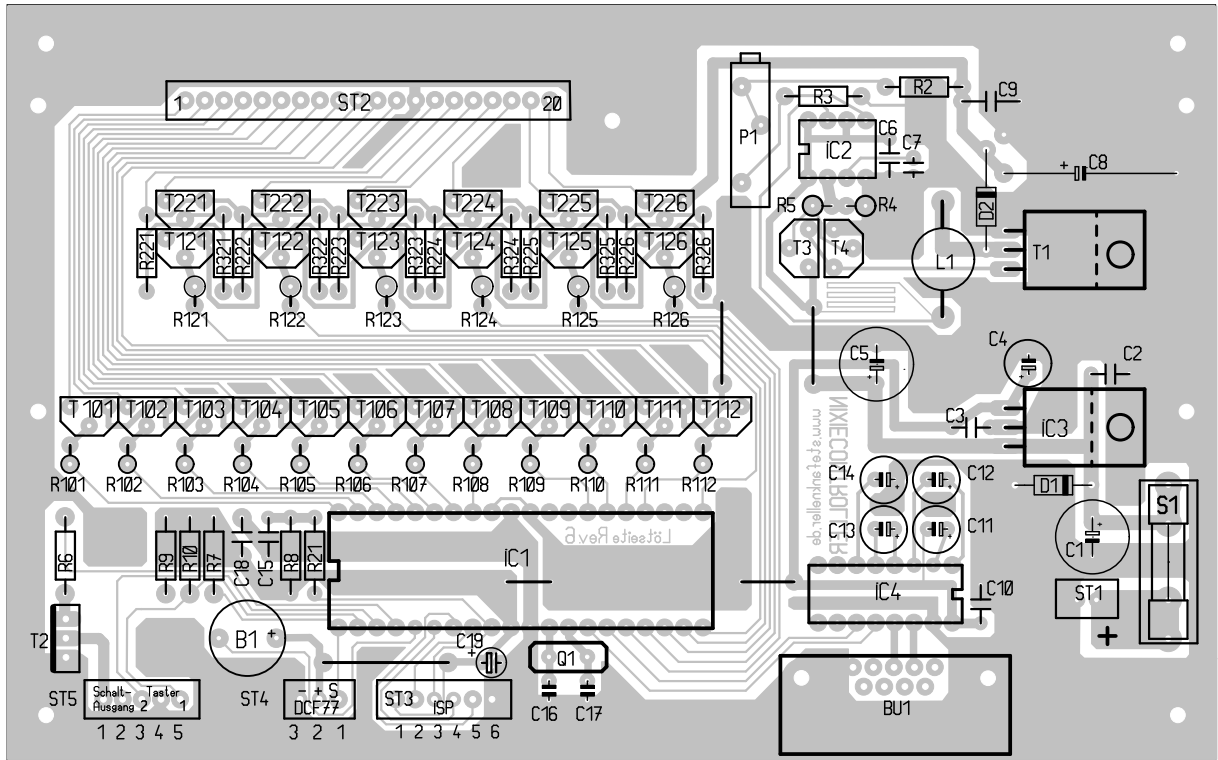 1 ST2 20
R3
R2
C9
P1
iC2
C6
C7
C8
R5
R4
D2
T3
T4
L1
T1
T221 T222 T223 T224 T225 T226
R221 T121 R321 R222 T122 R322 R223 T123 R323 R224 T124 R324 R225 T125 R325 R226 T126 R326
R121 R122 R123 R124 R125 R126
C5
C4
C2
C3
iC3
T101 T102 T103 T104 T105 T106 T107 T108 T109 T110 T111 T112
R101 R102 R103 R104 R105 R106 R107 R108 R109 R110 R111 R112
NIXIECONTROLLER
www.stefankneller.de
C14
C12
C13
C11
D1
S1
C1
R6
R9
R10
R7
C18
C15
R8
R21
iC1
Lötseite Rev.6
iC4
C10
ST1
+
T2
B1 +
C19
+
Q1
ST5
Schalt- Taster
Ausgang 2 1
1 2 3 4 5
ST4
- + S
DCF77
3 2 1
ST3
ISP
1 2 3 4 5 6
C16
C17
BU1